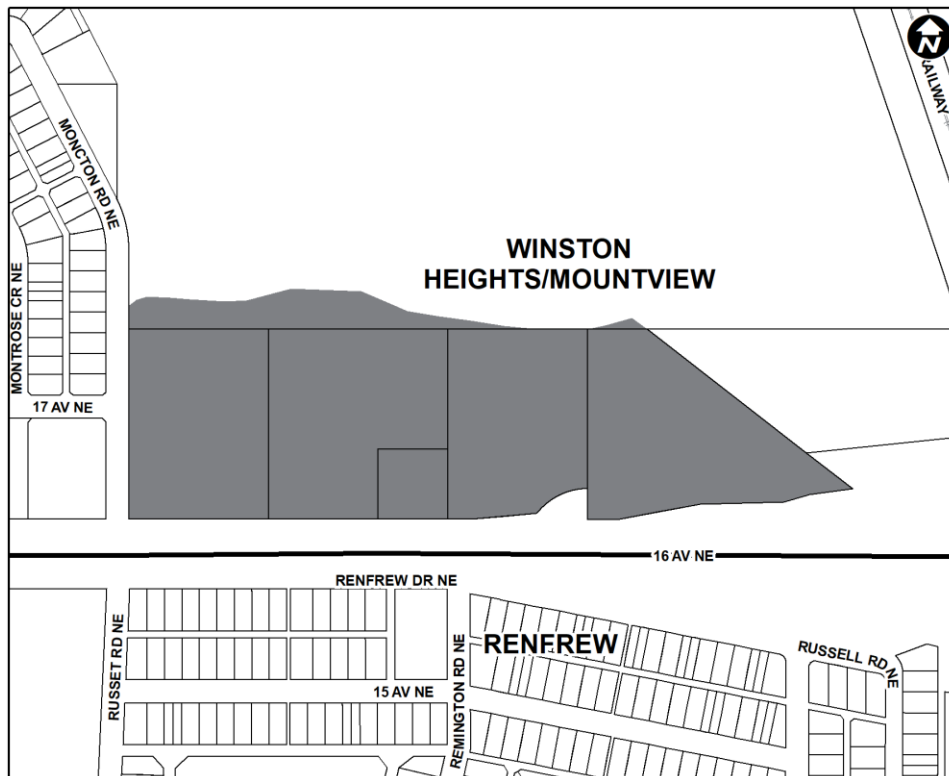 N
RAILWAY
MONCTON RD NE
WINSTON
HEIGHTS/MOUNTVIEW
MONTROSE CR NE
17 AV NE
16 AV NE
RENFREW DR NE
RENFREW
RUSSET RD NE
REMINGTON RD NE
RUSSELL RD NE
15 AV NE